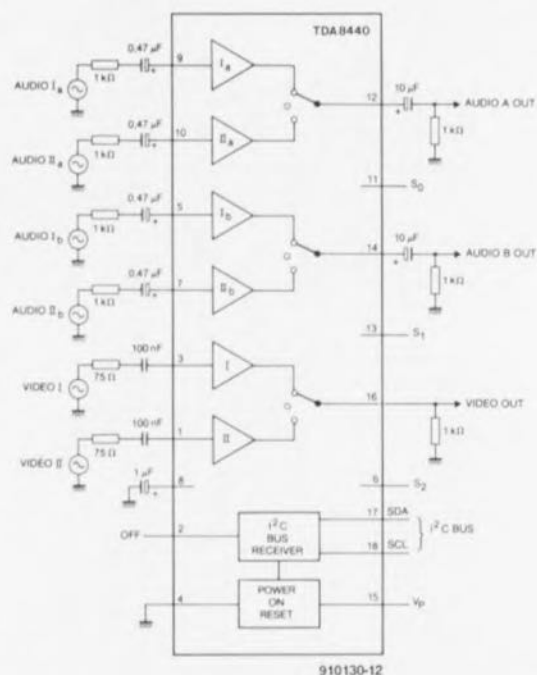 TDA8440
0,47 µF
9
Iₐ
AUDIO Iₐ
1 kΩ
10 µF
12
AUDIO A OUT
1 kΩ
0,47 µF
10
IIₐ
AUDIO IIₐ
1 kΩ
11
S₀
0,47 µF
5
I_b
AUDIO I_b
1 kΩ
10 µF
14
AUDIO B OUT
1 kΩ
0,47 µF
7
II_b
AUDIO II_b
1 kΩ
13
S₁
100 nF
3
I
VIDEO I
75 Ω
16
VIDEO OUT
1 kΩ
100 nF
1
II
VIDEO II
75 Ω
1 µF
8
6
S₂
17
SDA
OFF
2
I²C
BUS
RECEIVER
I²C BUS
18
SCL
4
POWER
ON
RESET
15
Vₚ
910130-12